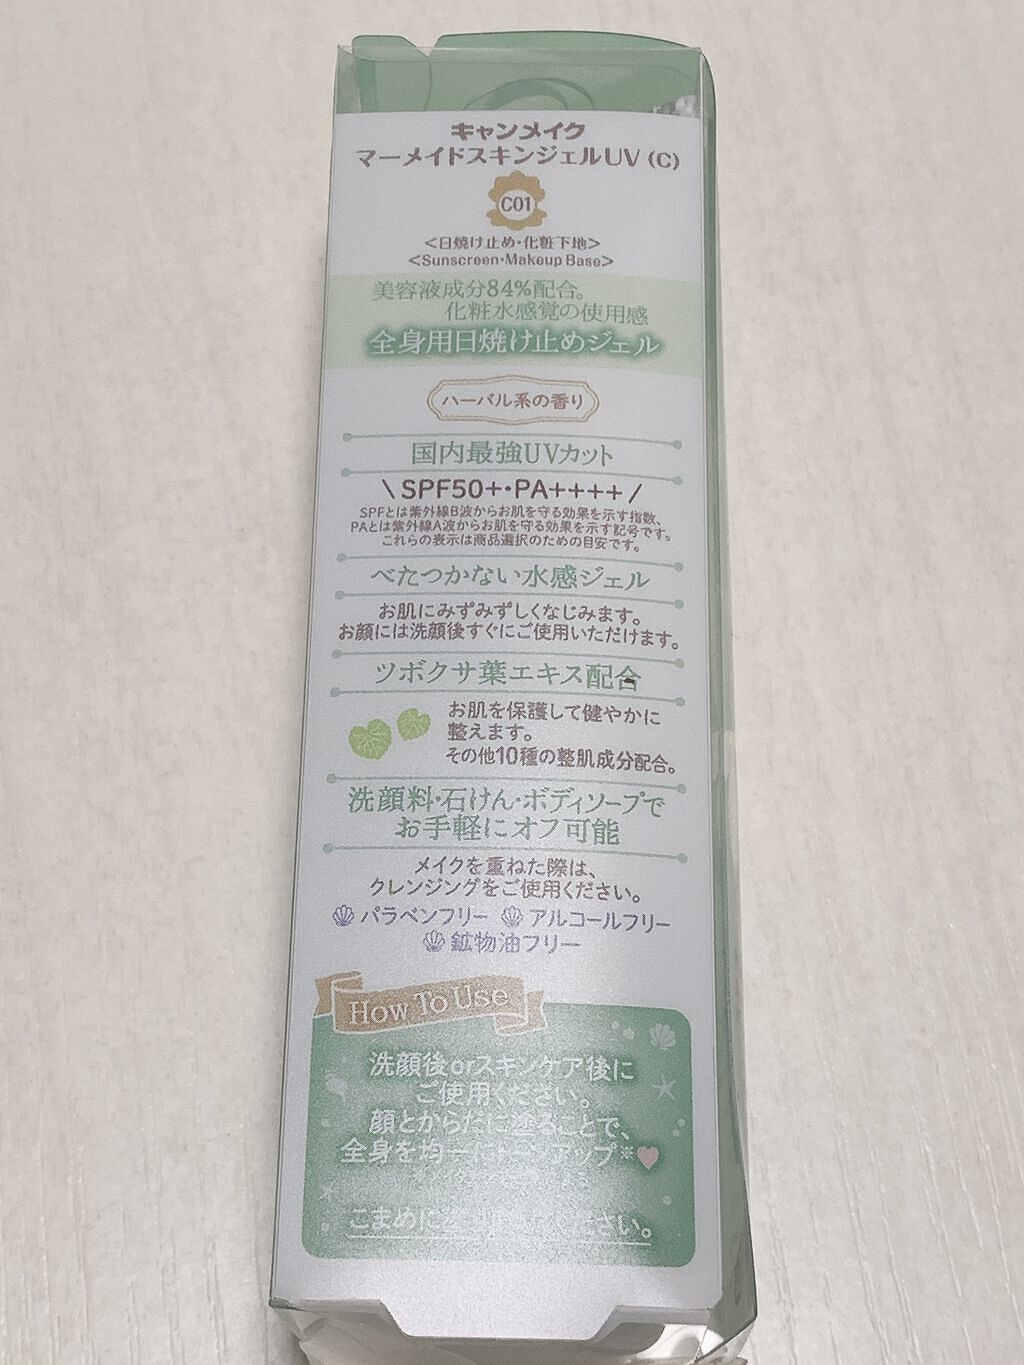 キャンメイク
マーメイドスキンジェルUV (C)
C01
<日焼け止め・化粧下地>
<Sunscreen・Makeup Base>
美容液成分84%配合。
化粧水感覚の使用感
全身用日焼け止めジェル
ハーバル系の香り
国内最強UVカット
\ SPF50+・PA++++ /
SPFとは紫外線B波からお肌を守る効果を示す指数、
PAとは紫外線A波からお肌を守る効果を示す記号です。
これらの表示は商品選択のための目安です。
べたつかない水感ジェル
お肌にみずみずしくなじみます。
お顔には洗顔後すぐにご使用いただけます。
ツボクサ葉エキス配合
お肌を保護して健やかに
整えます。
その他10種の整肌成分配合。
洗顔料・石けん・ボディソープで
お手軽にオフ可能
メイクを重ねた際は、
クレンジングをご使用ください。
パラベンフリー アルコールフリー
鉱物油フリー
How To Use
洗顔後orスキンケア後に
ご使用ください。
顔とからだに塗ることで、
全身を均一にトーンアップ※
こまめに ください。